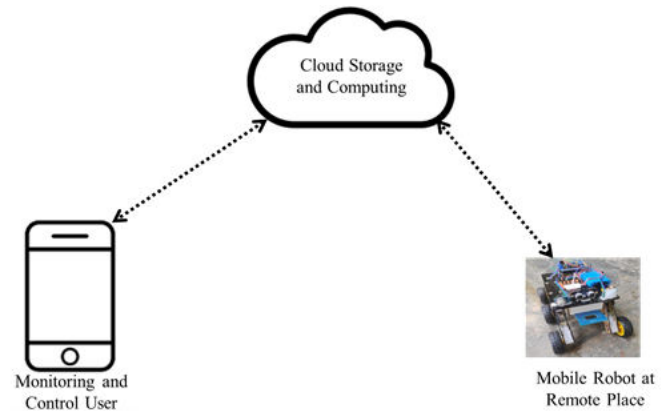 Cloud Storage
and Computing
Monitoring and
Control User
Mobile Robot at
Remote Place